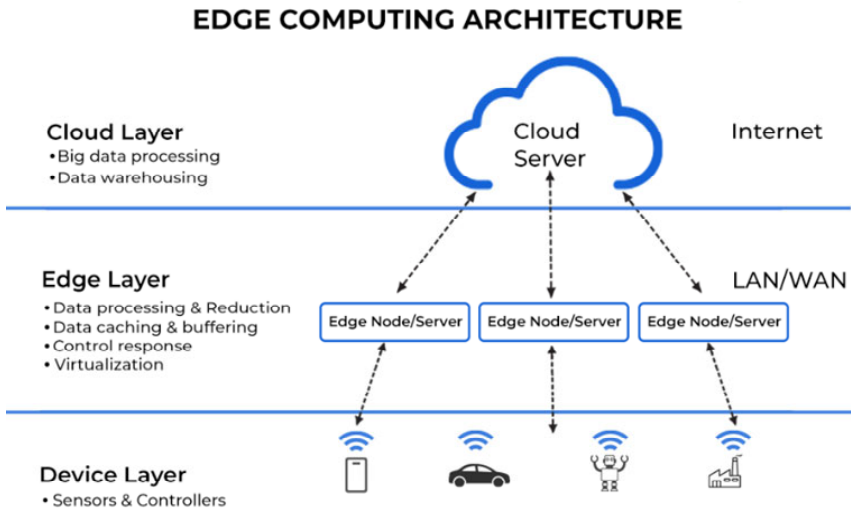 EDGE COMPUTING ARCHITECTURE
Cloud Layer
•Big data processing
•Data warehousing
Cloud
Server
Internet
Edge Layer
•Data processing & Reduction
•Data caching & buffering
•Control response
•Virtualization
LAN/WAN
Edge Node/Server
Edge Node/Server
Edge Node/Server
Device Layer
• Sensors & Controllers